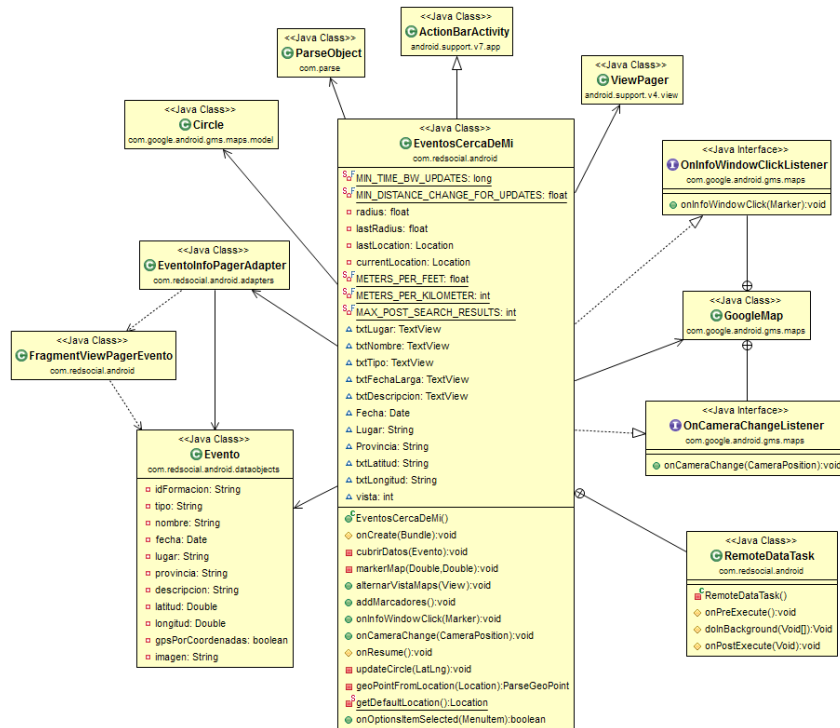 <<Java Class>>
ActionBarActivity
android.support.v7.app
<<Java Class>>
ParseObject
com.parse
<<Java Class>>
ViewPager
android.support.v4.view
<<Java Class>>
Circle
com.google.android.gms.maps.model
<<Java Class>>
EventosCercaDeMi
com.redsocial.android
MIN_TIME_BW_UPDATES: long
MIN_DISTANCE_CHANGE_FOR_UPDATES: float
radius: float
lastRadius: float
lastLocation: Location
currentLocation: Location
METERS_PER_FEET: float
METERS_PER_KILOMETER: int
MAX_POST_SEARCH_RESULTS: int
txtLugar: TextView
txtNombre: TextView
txtTipo: TextView
txtFechaLarga: TextView
txtDescripcion: TextView
Fecha: Date
Lugar: String
Provincia: String
txtLatitud: String
txtLongitud: String
vista: int
EventosCercaDeMi()
onCreate(Bundle):void
cubrirDatos(Evento):void
markerMap(Double,Double):void
alternarVistaMaps(View):void
addMarcadores():void
onInfoWindowClick(Marker):void
onCameraChange(CameraPosition):void
onResume():void
updateCircle(LatLng):void
geoPointFromLocation(Location):ParseGeoPoint
getDefaultLocation():Location
onOptionsItemSelected(MenuItem):boolean
<<Java Interface>>
OnInfoWindowClickListener
com.google.android.gms.maps
onInfoWindowClick(Marker):void
<<Java Class>>
EventoInfoPagerAdapter
com.redsocial.android.adapters
<<Java Class>>
GoogleMap
com.google.android.gms.maps
<<Java Class>>
FragmentViewPagerEvento
com.redsocial.android
<<Java Interface>>
OnCameraChangeListener
com.google.android.gms.maps
onCameraChange(CameraPosition):void
<<Java Class>>
Evento
com.redsocial.android.dataobjects
idFormacion: String
tipo: String
nombre: String
fecha: Date
lugar: String
provincia: String
descripcion: String
latitud: Double
longitud: Double
gpsPorCoordenadas: boolean
imagen: String
<<Java Class>>
RemoteDataTask
com.redsocial.android
RemoteDataTask()
onPreExecute():void
doInBackground(Void[]):Void
onPostExecute(Void):void